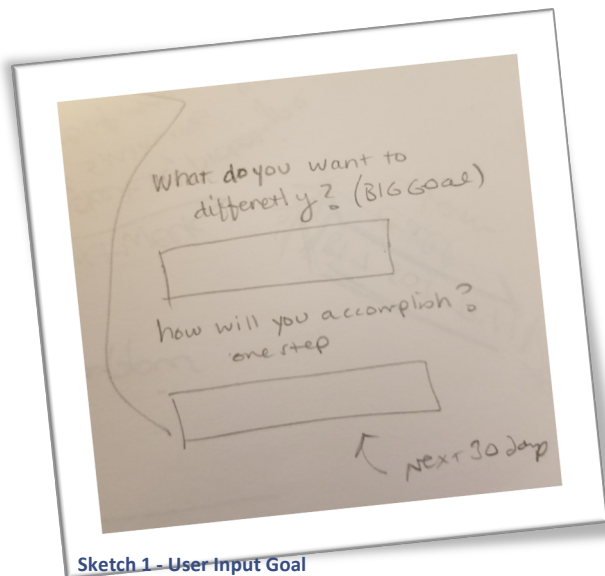 what do you want to
differetly? (BIG GOal)
how will you accomplish?
one step
Next 30 days
Sketch 1 - User Input Goal